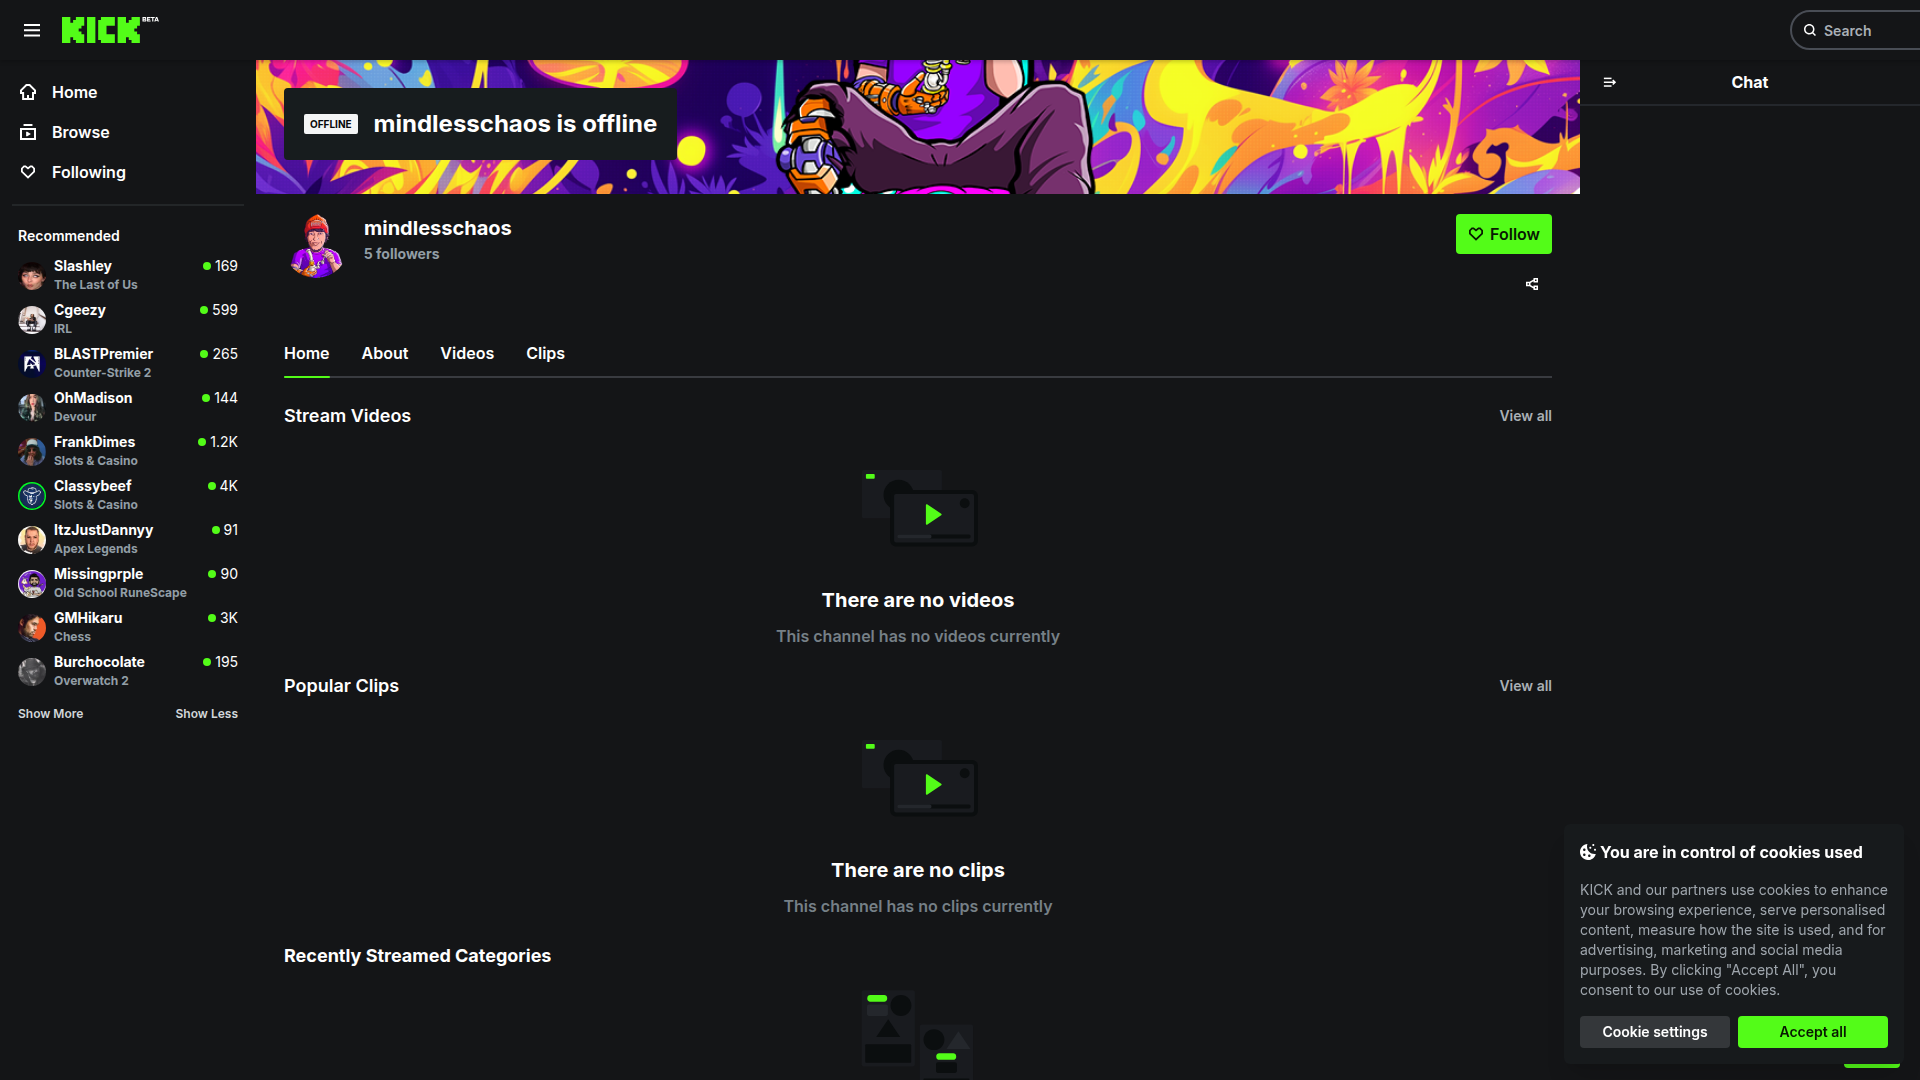 KICK BETA
Search
Home
Browse
Following
Recommended
Slashley 169
The Last of Us
Cgeezy 599
IRL
BLASTPremier 265
Counter-Strike 2
OhMadison 144
Devour
FrankDimes 1.2K
Slots & Casino
Classybeef 4K
Slots & Casino
ItzJustDannyy 91
Apex Legends
Missingprple 90
Old School RuneScape
GMHikaru 3K
Chess
Burchocolate 195
Overwatch 2
Show More Show Less
OFFLINE mindlesschaos is offline
mindlesschaos
5 followers
Follow
Home About Videos Clips
Stream Videos View all
There are no videos
This channel has no videos currently
Popular Clips View all
There are no clips
This channel has no clips currently
Recently Streamed Categories
Chat
You are in control of cookies used
KICK and our partners use cookies to enhance
your browsing experience, serve personalised
content, measure how the site is used, and for
advertising, marketing and social media
purposes. By clicking "Accept All", you
consent to our use of cookies.
Cookie settings Accept all